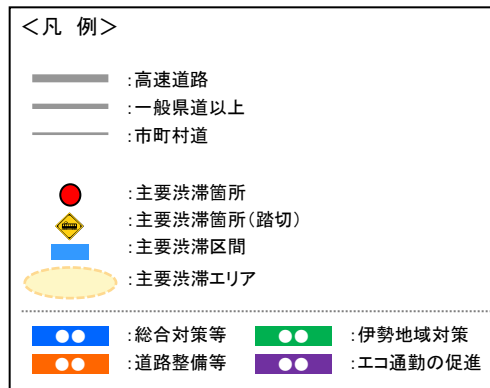 ＜凡 例＞
：高速道路
：一般県道以上
：市町村道
：主要渋滞箇所
：主要渋滞箇所（踏切）
：主要渋滞区間
：主要渋滞エリア
●● ：総合対策等 ●● ：伊勢地域対策
●● ：道路整備等 ●● ：エコ通勤の促進